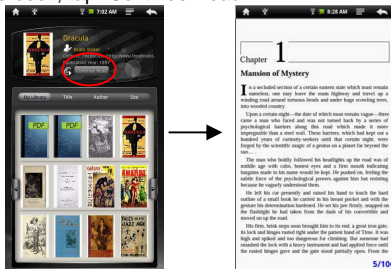 7:02 AM
Dracula
Bram Stoker
Publication Year: 1897
My Library Title Author Size
PDF PDF
8:28 AM
Chapter 1
Mansion of Mystery
In a secluded section of a certain eastern state which must remain
nameless, one may leave the main highway and travel up a
winding road around tortuous bends and under huge scowling trees,
into wooded country.
Upon a certain night—the date of which must remain vague—there
came a man who faced and was not turned back by a series of
psychological barriers along this road which made it more
impregnable than a steel wall. These barriers, which had kept out a
hundred years of curiosity-seekers until that certain night, were
forged by the scientific magic of a genius on a planet far beyond the
sun....
The man who boldly followed his headlights up the road was of
middle age with calm, honest eyes and a firm mouth indicating
bargains made in his name would be kept. He pushed on, feeling the
subtle force of the psychological powers against him but resisting
because he vaguely understood them.
He left his car presently and raised his hand to touch the hard
outline of a small book he carried in his breast pocket and with the
gesture his determination hardened. He set his jaw firmly, snapped on
the flashlight he had taken from the dash of his convertible and
moved on up the road.
His firm, brisk steps soon brought him to its end, a great iron gate,
its lock and hinges rusted tight under the patient hand of Time. It was
high and spiked and too dangerous for climbing. But someone had
smashed the lock with a heavy instrument and had applied force until
the rusted hinges gave and the gate stood partially open. From the
5/100